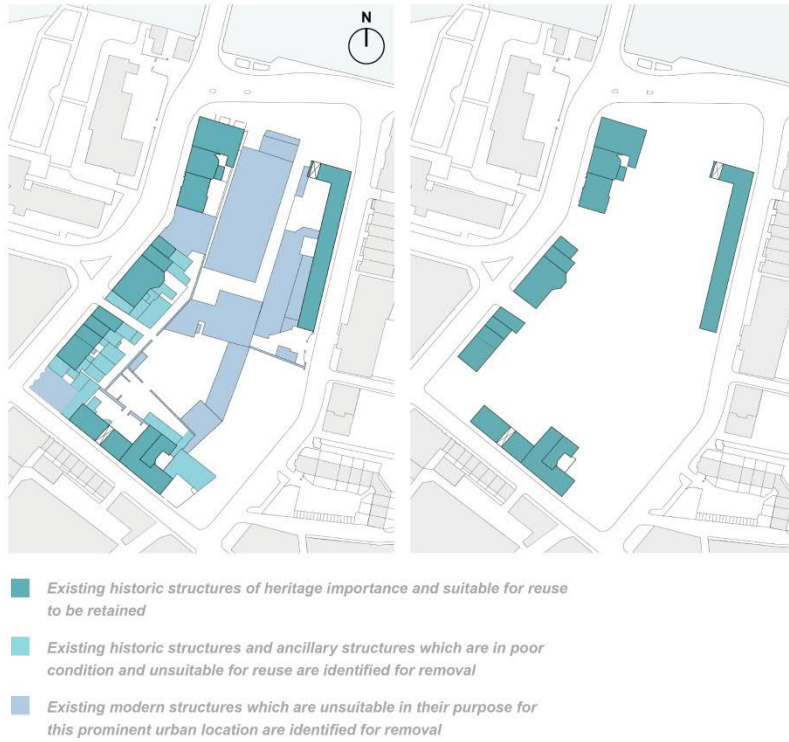 N
Existing historic structures of heritage importance and suitable for reuse
to be retained
Existing historic structures and ancillary structures which are in poor
condition and unsuitable for reuse are identified for removal
Existing modern structures which are unsuitable in their purpose for
this prominent urban location are identified for removal